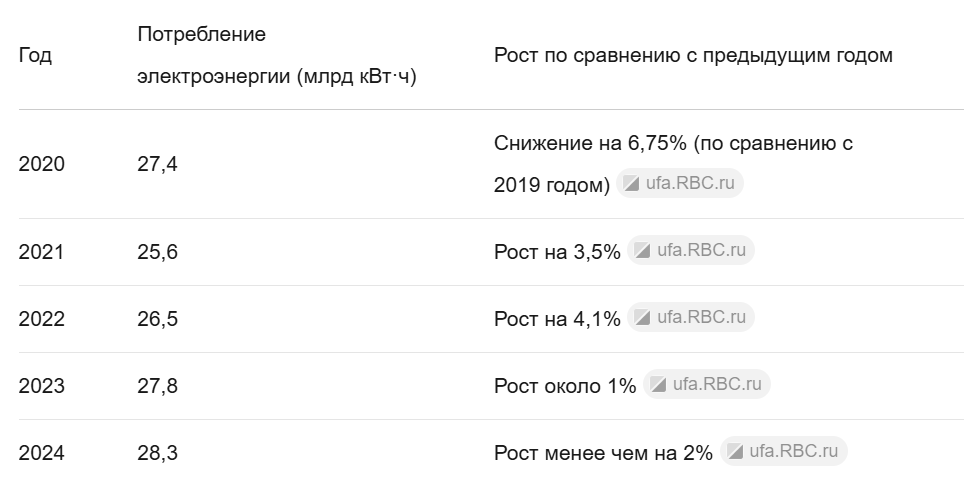 Год
Потребление
электроэнергии (млрд кВт·ч)
Рост по сравнению с предыдущим годом
2020
27,4
Снижение на 6,75% (по сравнению с
2019 годом) ufa.RBC.ru
2021
25,6
Рост на 3,5% ufa.RBC.ru
2022
26,5
Рост на 4,1% ufa.RBC.ru
2023
27,8
Рост около 1% ufa.RBC.ru
2024
28,3
Рост менее чем на 2% ufa.RBC.ru